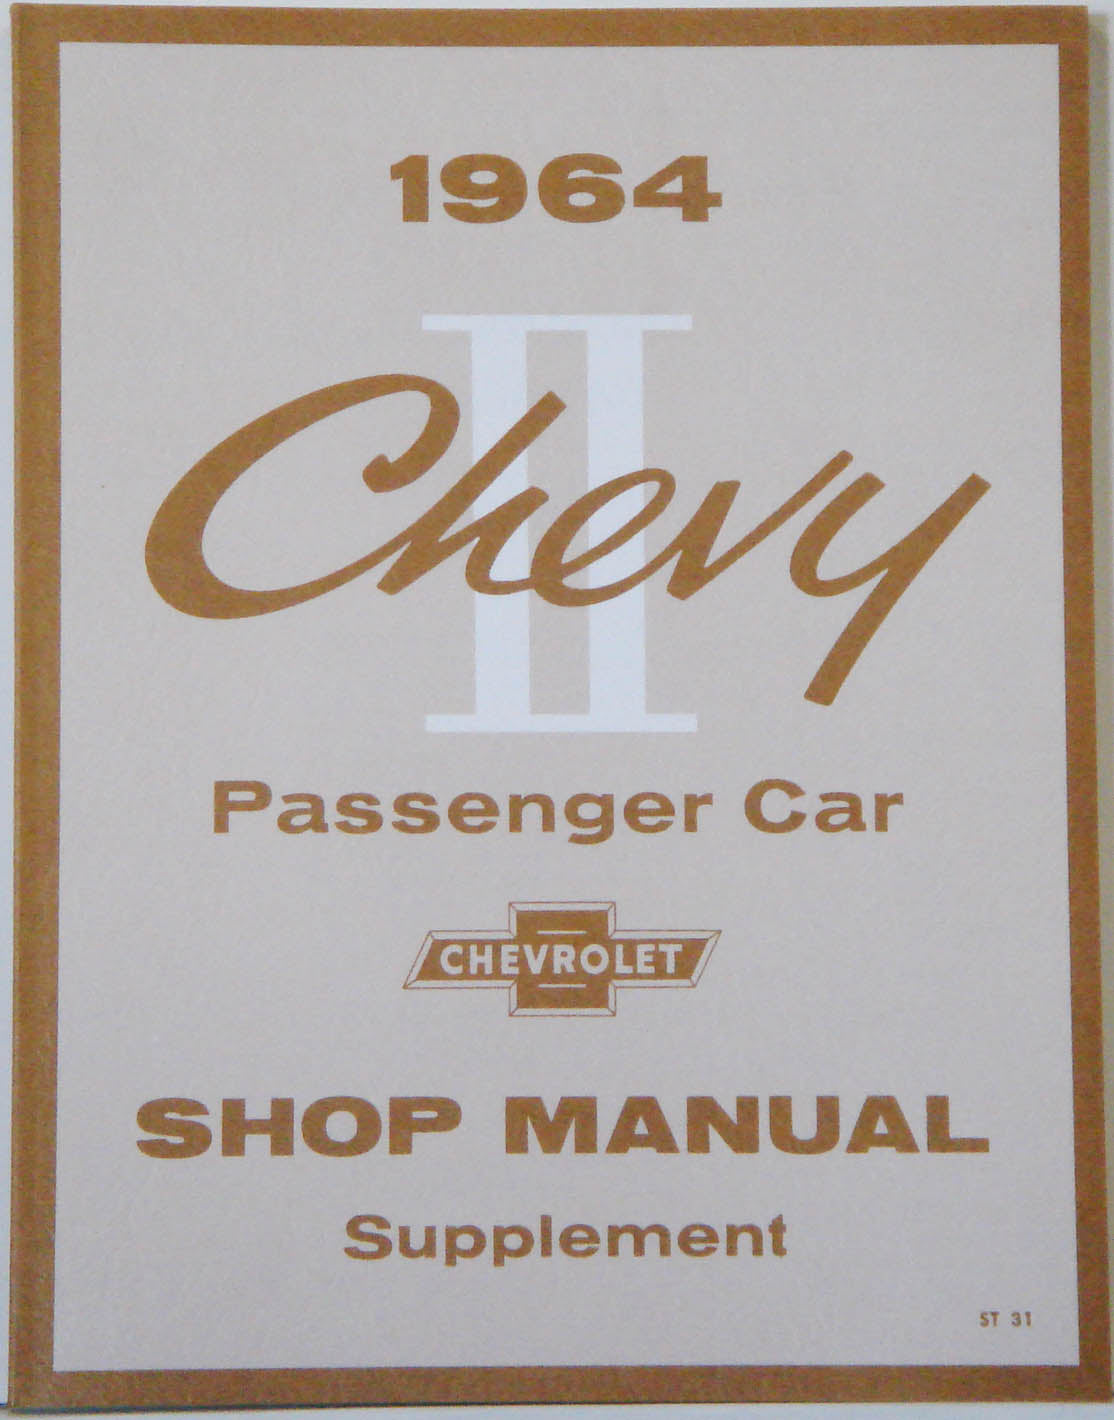 1964
Chevy II
Passenger Car
CHEVROLET
SHOP MANUAL
Supplement
ST 31